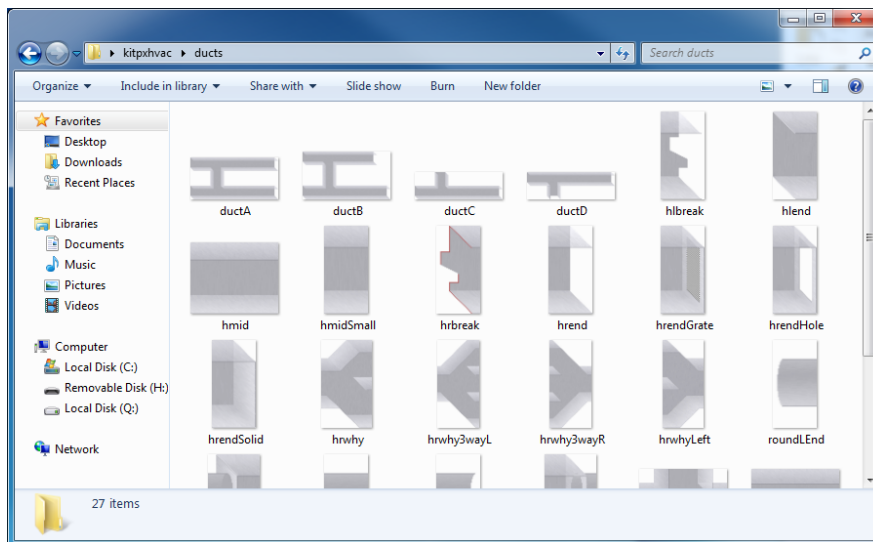 kitpxhvac ▸ ducts
Search ducts
Organize
Include in library
Share with
Slide show
Burn
New folder
Favorites
Desktop
Downloads
Recent Places
Libraries
Documents
Music
Pictures
Videos
Computer
Local Disk (C:)
Removable Disk (H:)
Local Disk (Q:)
Network
ductA
ductB
ductC
ductD
hlbreak
hlend
hmid
hmidSmall
hrbreak
hrend
hrendGrate
hrendHole
hrendSolid
hrwhy
hrwhy3wayL
hrwhy3wayR
hrwhyLeft
roundLEnd
27 items